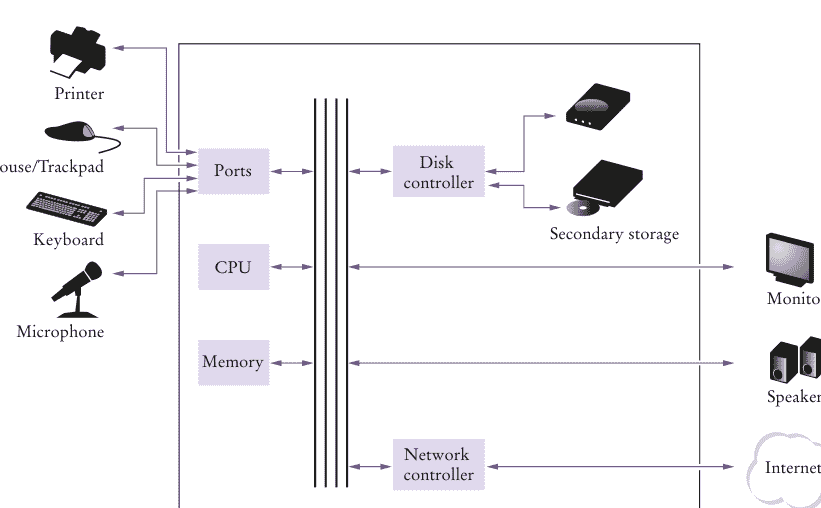 Printer
ouse/Trackpad
Keyboard
Microphone
Ports
CPU
Memory
Disk
controller
Secondary storage
Network
controller
Monito
Speaker
Internet